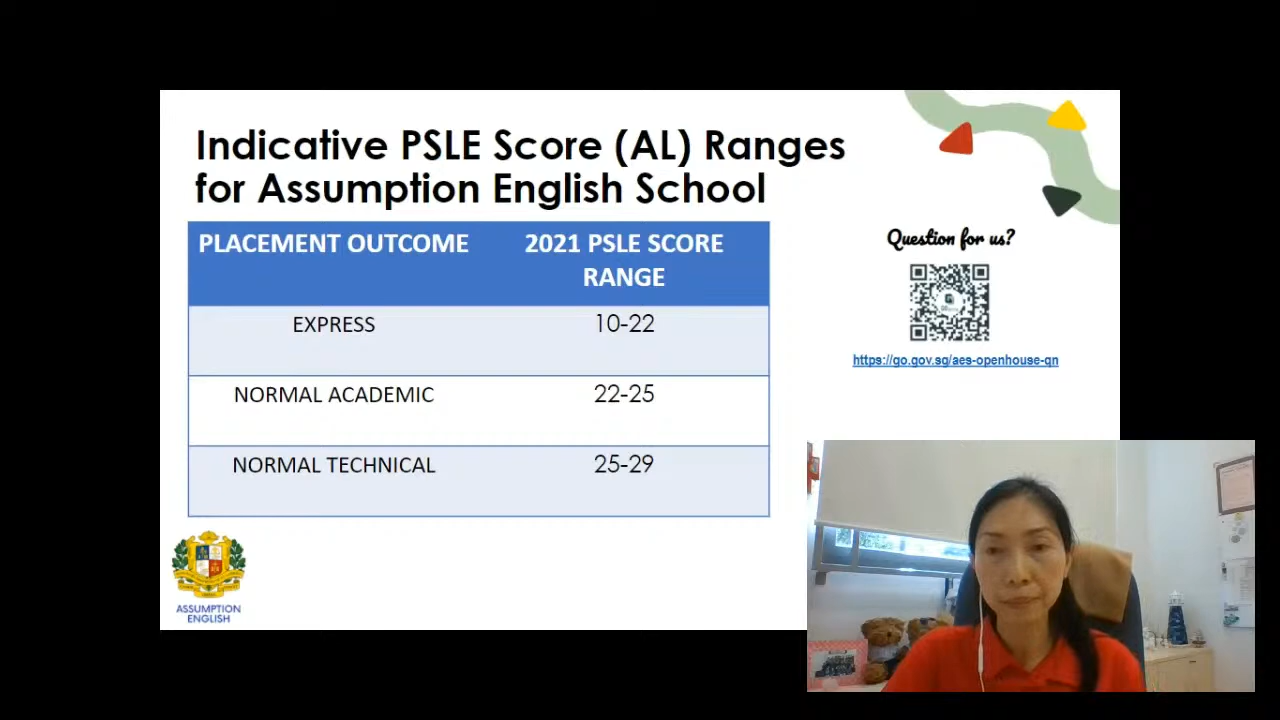 Indicative PSLE Score (AL) Ranges
for Assumption English School
PLACEMENT OUTCOME
2021 PSLE SCORE
RANGE
EXPRESS
10-22
NORMAL ACADEMIC
22-25
NORMAL TECHNICAL
25-29
Question for us?
https://go.gov.sg/aes-openhouse-qn
ASSUMPTION
ENGLISH